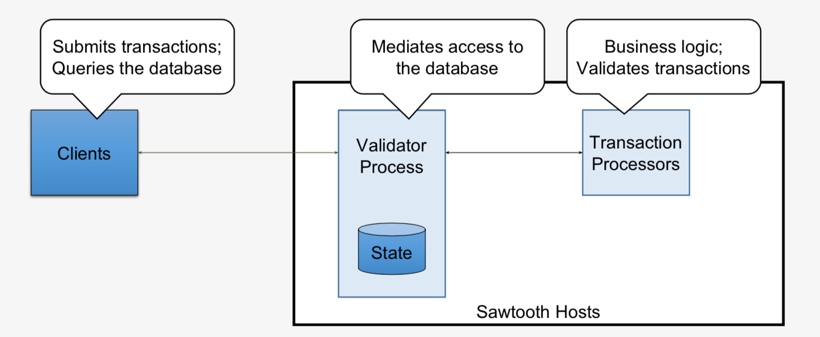 Submits transactions;
Queries the database
Mediates access to
the database
Business logic;
Validates transactions
Clients
Validator
Process
Transaction
Processors
State
Sawtooth Hosts